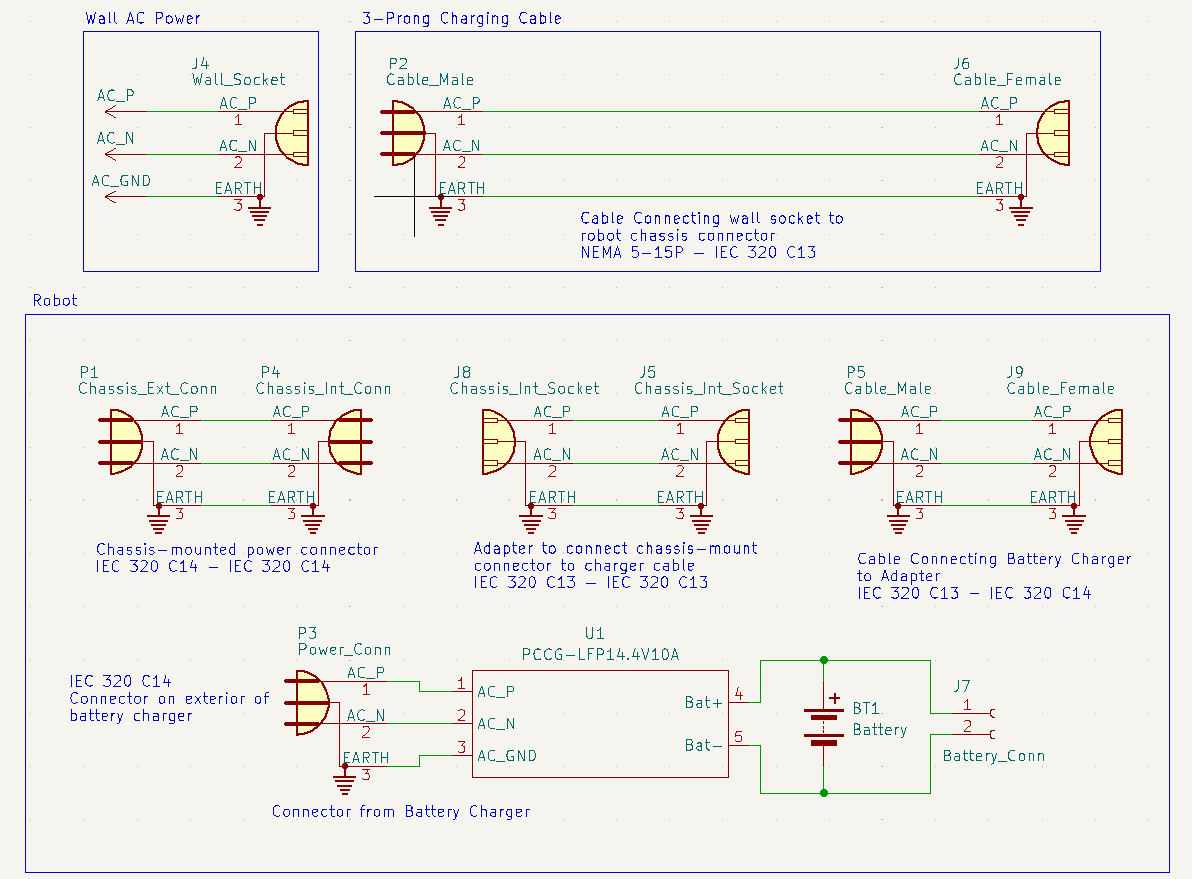 Wall AC Power
J4
Wall_Socket
AC_P
AC_P
1
AC_N
AC_N
2
AC_GND
EARTH
3
3-Prong Charging Cable
P2
Cable_Male
AC_P
1
AC_N
2
EARTH
3
J6
Cable_Female
AC_P
1
AC_N
2
EARTH
3
Cable Connecting wall socket to
robot chassis connector
NEMA 5-15P - IEC 320 C13
Robot
P1
Chassis_Ext_Conn
AC_P
1
AC_N
2
EARTH
3
P4
Chassis_Int_Conn
AC_P
1
AC_N
2
EARTH
3
Chassis-mounted power connector
IEC 320 C14 - IEC 320 C14
J8
Chassis_Int_Socket
AC_P
1
AC_N
2
EARTH
3
J5
Chassis_Int_Socket
AC_P
1
AC_N
2
EARTH
3
Adapter to connect chassis-mount
connector to charger cable
IEC 320 C13 - IEC 320 C13
P5
Cable_Male
AC_P
1
AC_N
2
EARTH
3
J9
Cable_Female
AC_P
1
AC_N
2
EARTH
3
Cable Connecting Battery Charger
to Adapter
IEC 320 C13 - IEC 320 C14
IEC 320 C14
Connector on exterior of
battery charger
P3
Power_Conn
AC_P
1
AC_N
2
EARTH
3
Connector from Battery Charger
U1
PCCG-LFP14.4V10A
1
AC_P
2
AC_N
3
AC_GND
Bat+
4
Bat-
5
+
BT1
Battery
J7
1
2
Battery_Conn